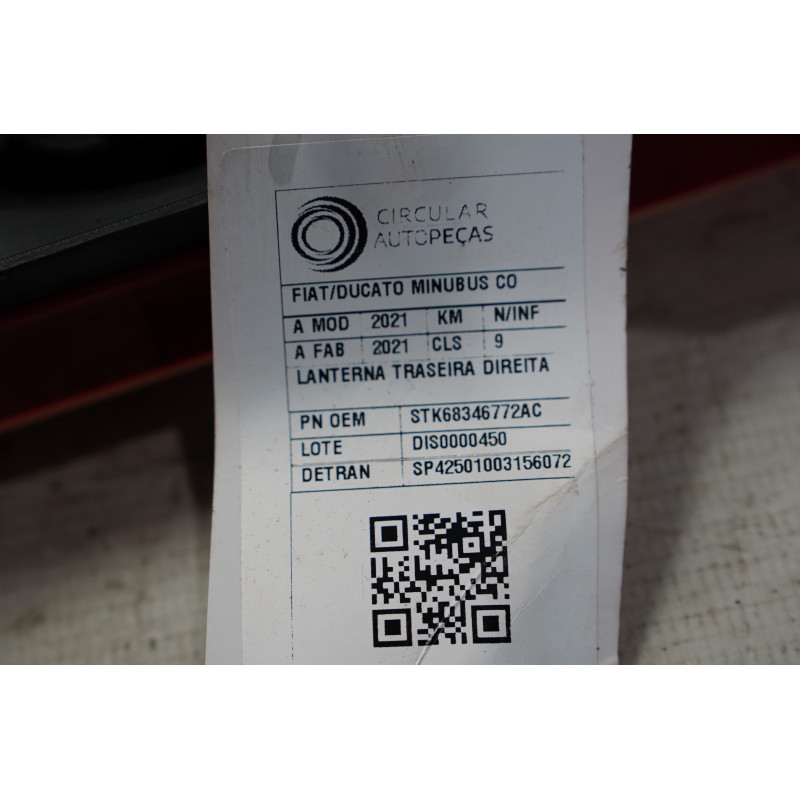 CIRCULAR
AUTOPEÇAS
FIAT/DUCATO MINUBUS CO
A MOD 2021 KM N/INF
A FAB 2021 CLS 9
LANTERNA TRASEIRA DIREITA
PN OEM STK68346772AC
LOTE DIS0000450
DETRAN SP42501003156072